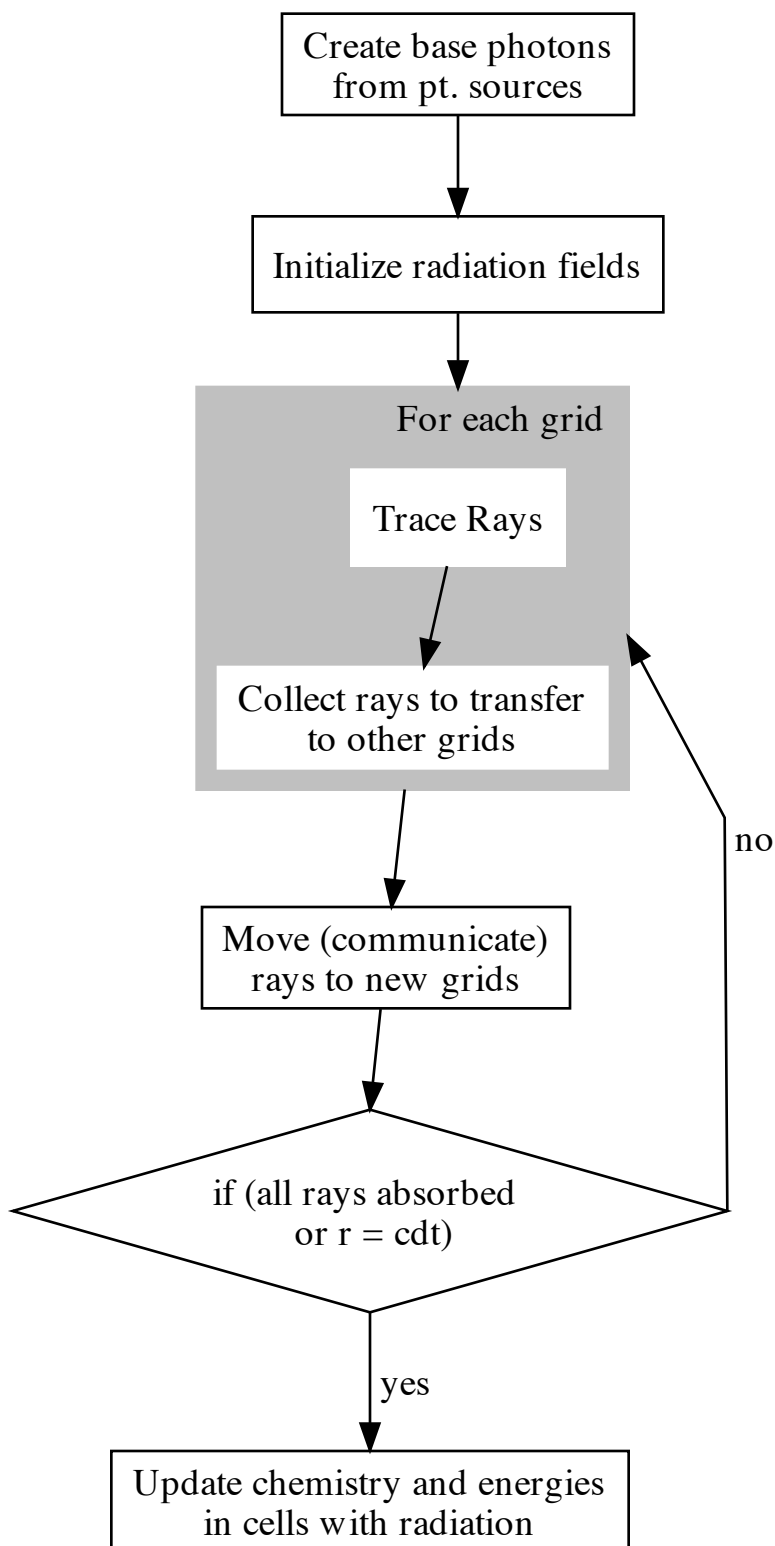 Create base photons
from pt. sources
Initialize radiation fields
For each grid
Trace Rays
Collect rays to transfer
to other grids
Move (communicate)
rays to new grids
no
if (all rays absorbed
or r = cdt)
yes
Update chemistry and energies
in cells with radiation